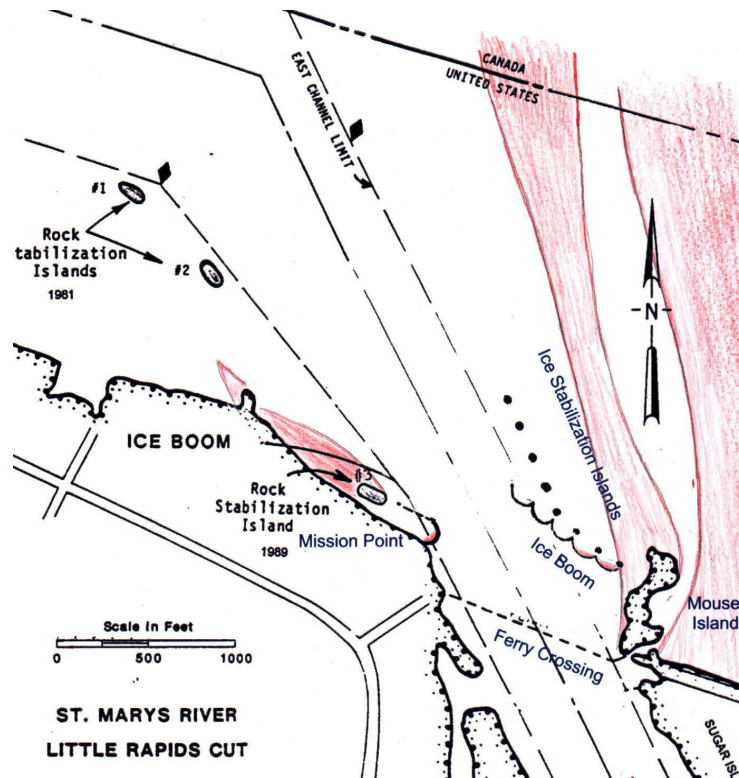 CANADA
UNITED STATES
EAST CHANNEL LIMIT
#1
Rock
tabilization
Islands
1981
#2
N
Ice Stabilization Islands
ICE BOOM
#3
Rock
Stabilization
Island
1989
Mission Point
Ice Boom
Mouse
Island
Ferry Crossing
Scale in Feet
0 500 1000
ST. MARYS RIVER
LITTLE RAPIDS CUT
SUGAR ISL